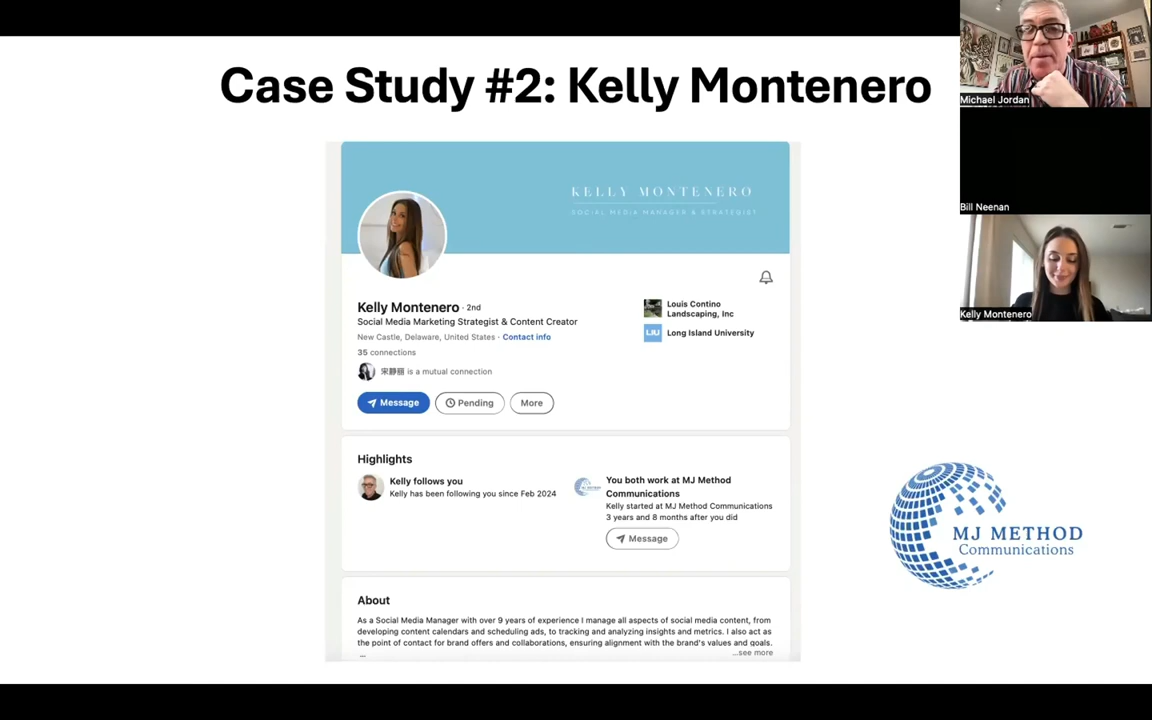 Case Study #2: Kelly Montenero
Michael Jordan
Bill Neenan
Kelly Montenero
KELLY MONTENERO
SOCIAL MEDIA MANAGER & STRATEGIST
Kelly Montenero · 2nd
Social Media Marketing Strategist & Content Creator
New Castle, Delaware, United States · Contact info
35 connections
宋靜丽 is a mutual connection
Message
Pending
More
Louis Contino
Landscaping, Inc
LIU
Long Island University
Highlights
Kelly follows you
Kelly has been following you since Feb 2024
MJ METHOD
You both work at MJ Method
Communications
Kelly started at MJ Method Communications
3 years and 8 months after you did
Message
About
As a Social Media Manager with over 9 years of experience I manage all aspects of social media content, from
developing content calendars and scheduling ads, to tracking and analyzing insights and metrics. I also act as
the point of contact for brand offers and collaborations, ensuring alignment with the brand's values and goals.
...see more
MJ METHOD
Communications